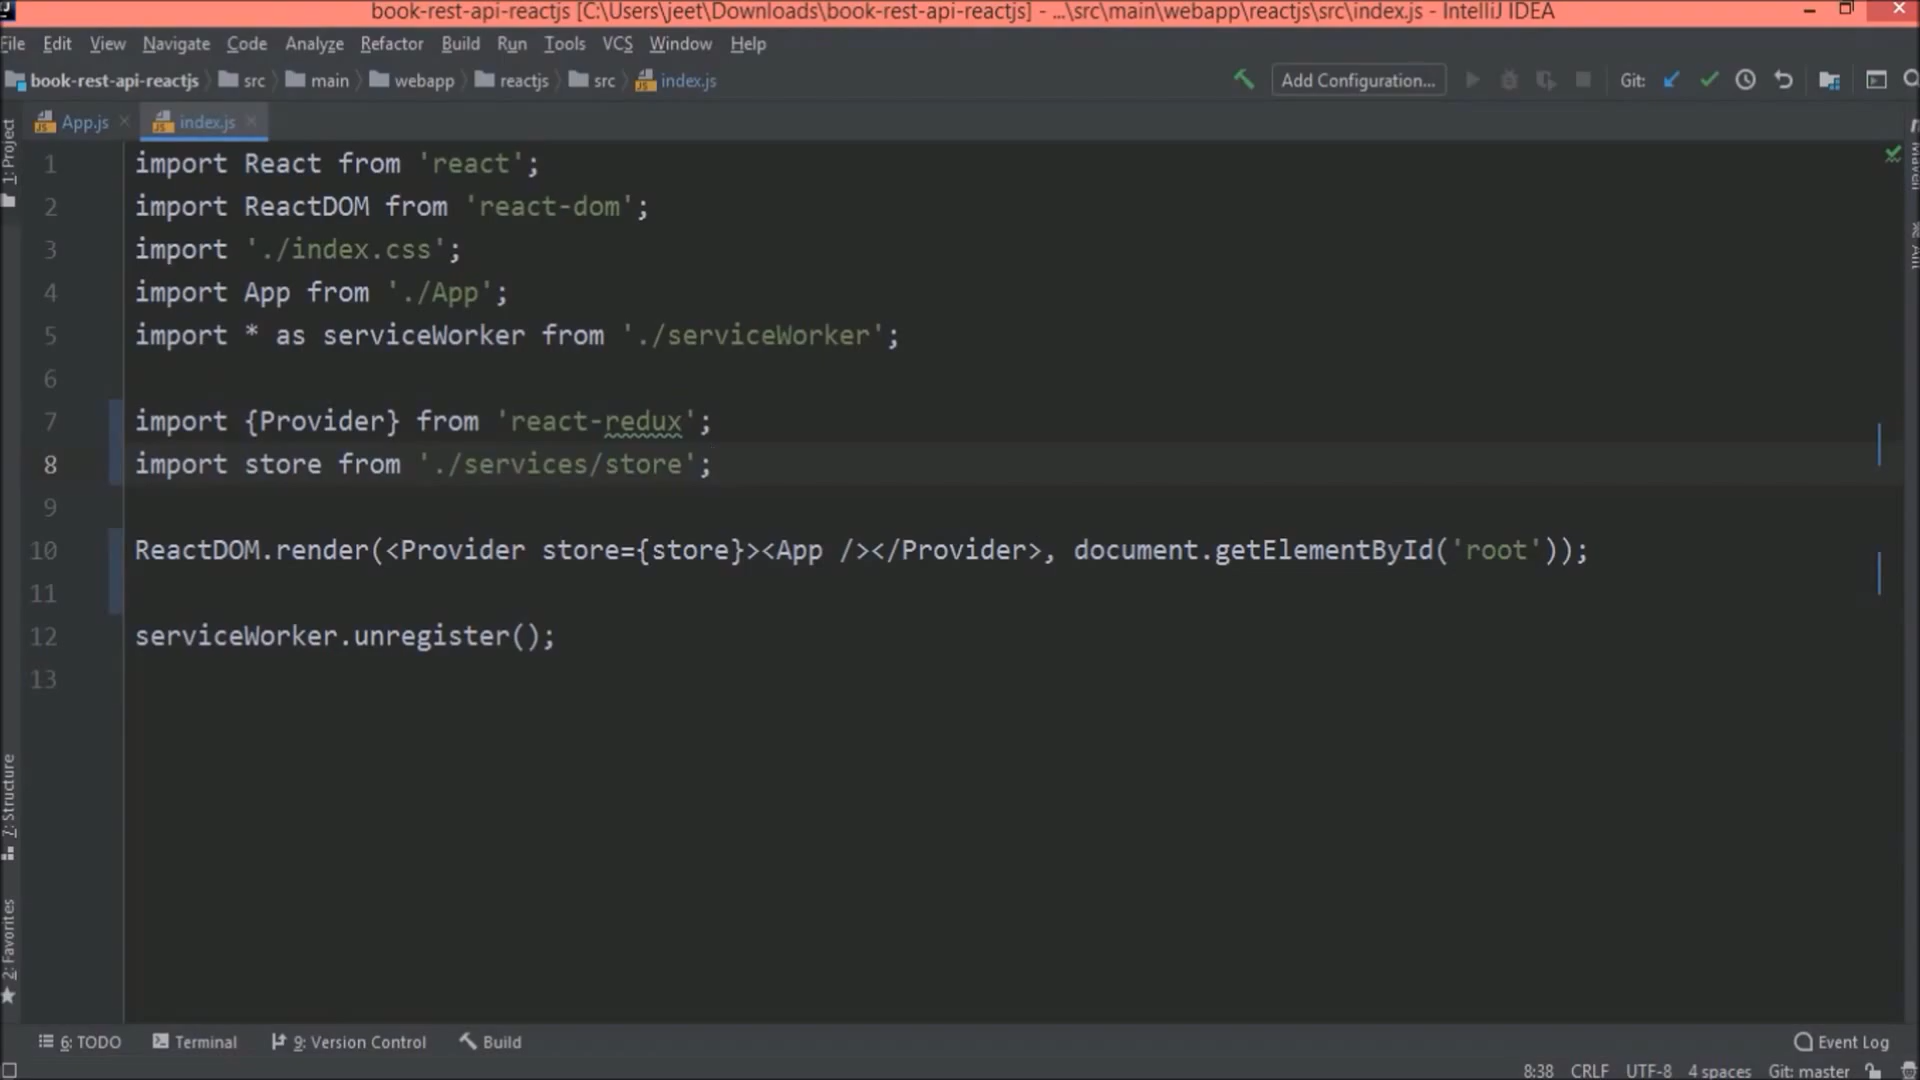 book-rest-api-reactjs [C:\Users\jeet\Downloads\book-rest-api-reactjs] - ...\src\main\webapp\reactjs\src\index.js - IntelliJ IDEA
File Edit View Navigate Code Analyze Refactor Build Run Tools VCS Window Help
book-rest-api-reactjs src main webapp reactjs src index.js Add Configuration... Git:
App.js index.js
1: Project
1 import React from 'react';
2 import ReactDOM from 'react-dom';
3 import './index.css';
4 import App from './App';
5 import * as serviceWorker from './serviceWorker';
6
7 import {Provider} from 'react-redux';
8 import store from './services/store';
9
10 ReactDOM.render(<Provider store={store}><App /></Provider>, document.getElementById('root'));
11
12 serviceWorker.unregister();
13
7: Structure
2: Favorites
6: TODO Terminal 9: Version Control Build Event Log
8:38 CRLF UTF-8 4 spaces Git: master